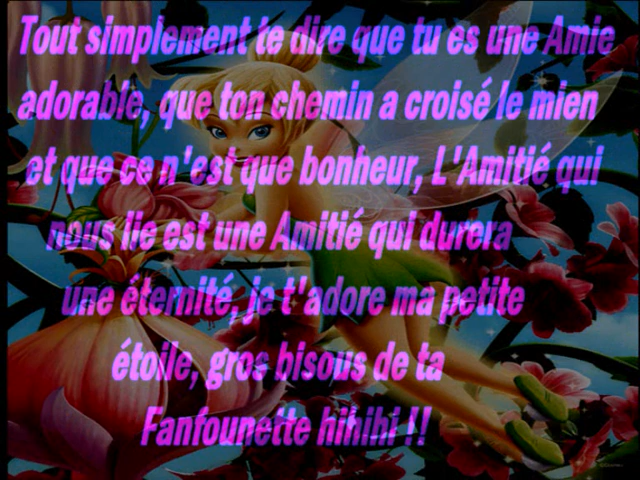 Tout simplement te dire que tu es une Amie
adorable, que ton chemin a croisé le mien
et que ce n'est que bonheur, L'Amitié qui
nous lie est une Amitié qui durera
une éternité, je t'adore ma petite
étoile, gros bisous de ta
Fanfounette hihihi !!